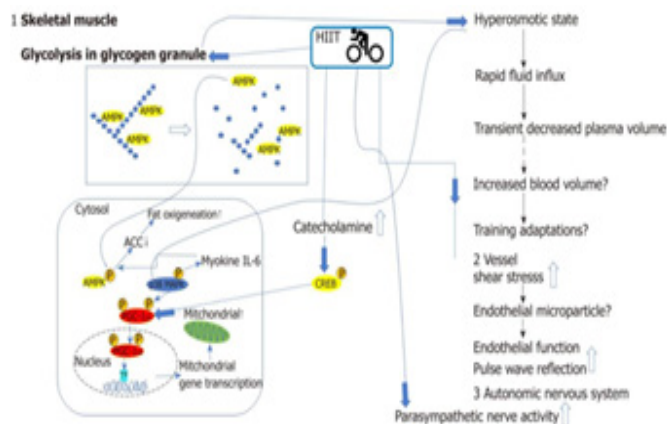 1 Skeletal muscle
Glycolysis in glycogen granule
HIIT
Hyperosmotic state
Rapid fluid influx
Transient decreased plasma volume
Increased blood volume?
Training adaptations?
2 Vessel
shear stresss
Endothelial microparticle?
Endothelial function
Pulse wave reflection
3 Autonomic nervous system
Parasympathetic nerve activity
AMPK
AMPK
AMPK
AMPK
AMPK
Cytosol
Fat oxigeneation↑
ACC↓
Myokine IL-6
AMPK
Catecholamine
CREB
Mitchondrial↑
Nucleus
Mitchondrial
gene transcription